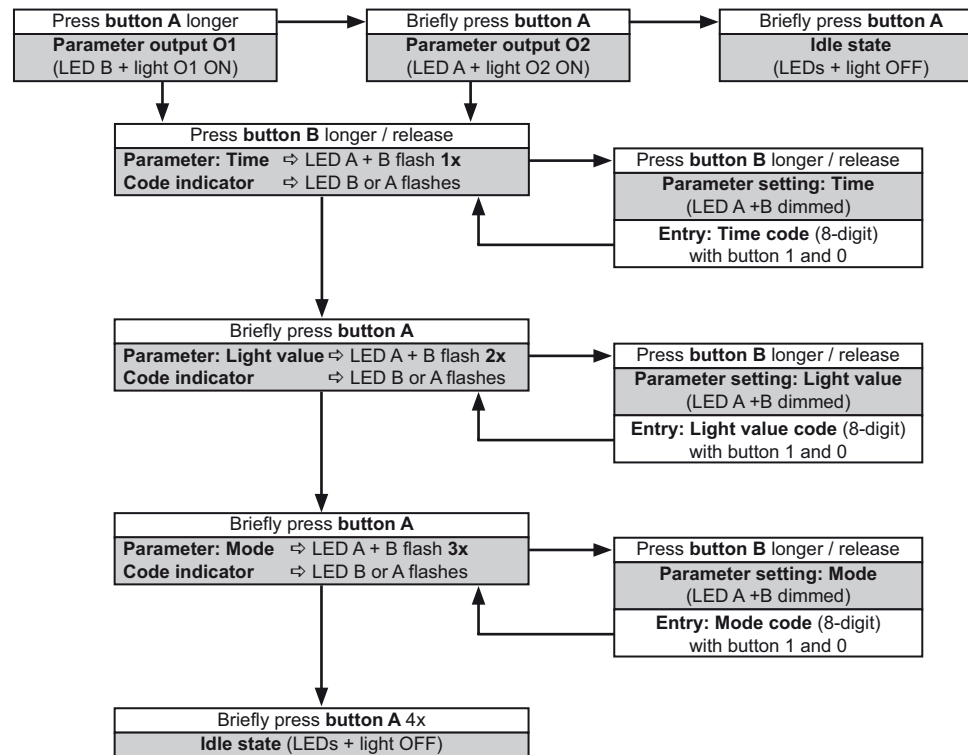 Press button A longer
Parameter output O1
(LED B + light O1 ON)
Briefly press button A
Parameter output O2
(LED A + light O2 ON)
Briefly press button A
Idle state
(LEDs + light OFF)
Press button B longer / release
Parameter: Time ⇨ LED A + B flash 1x
Code indicator ⇨ LED B or A flashes
Press button B longer / release
Parameter setting: Time
(LED A +B dimmed)
Entry: Time code (8-digit)
with button 1 and 0
Briefly press button A
Parameter: Light value ⇨ LED A + B flash 2x
Code indicator ⇨ LED B or A flashes
Press button B longer / release
Parameter setting: Light value
(LED A +B dimmed)
Entry: Light value code (8-digit)
with button 1 and 0
Briefly press button A
Parameter: Mode ⇨ LED A + B flash 3x
Code indicator ⇨ LED B or A flashes
Press button B longer / release
Parameter setting: Mode
(LED A +B dimmed)
Entry: Mode code (8-digit)
with button 1 and 0
Briefly press button A 4x
Idle state (LEDs + light OFF)